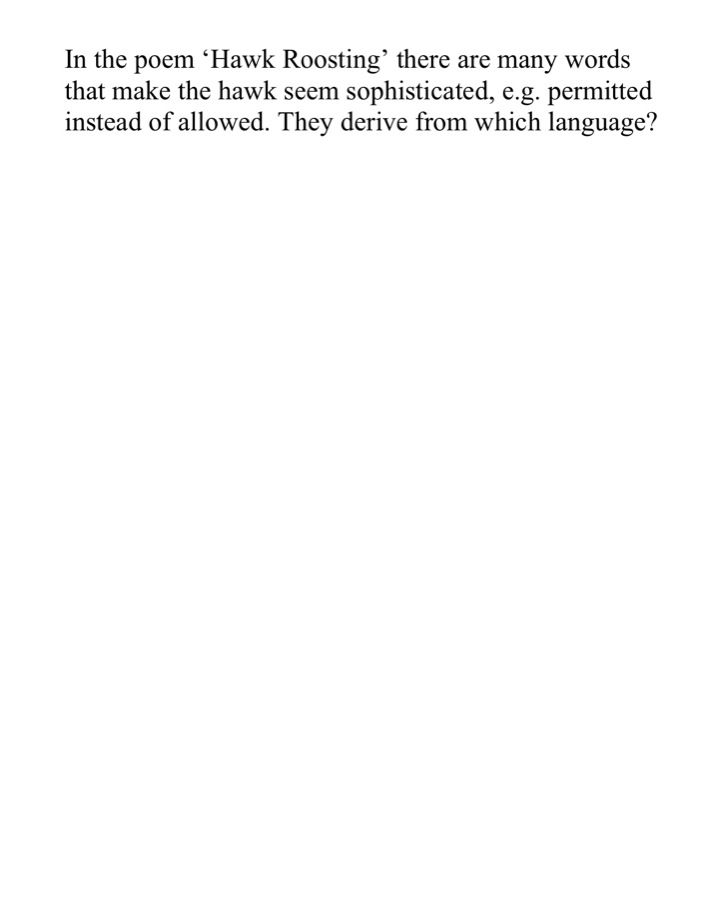 In the poem ‘Hawk Roosting’ there are many words
that make the hawk seem sophisticated, e.g. permitted
instead of allowed. They derive from which language?